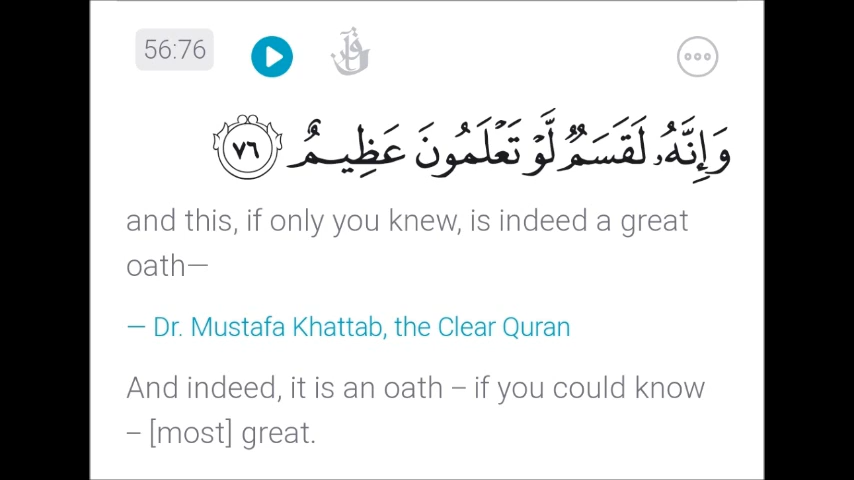 56:76
وَإِنَّهُۥ لَقَسَمٌۭ لَّوْ تَعْلَمُونَ عَظِيمٌ ٧٦
and this, if only you knew, is indeed a great
oath—
— Dr. Mustafa Khattab, the Clear Quran
And indeed, it is an oath – if you could know
– [most] great.